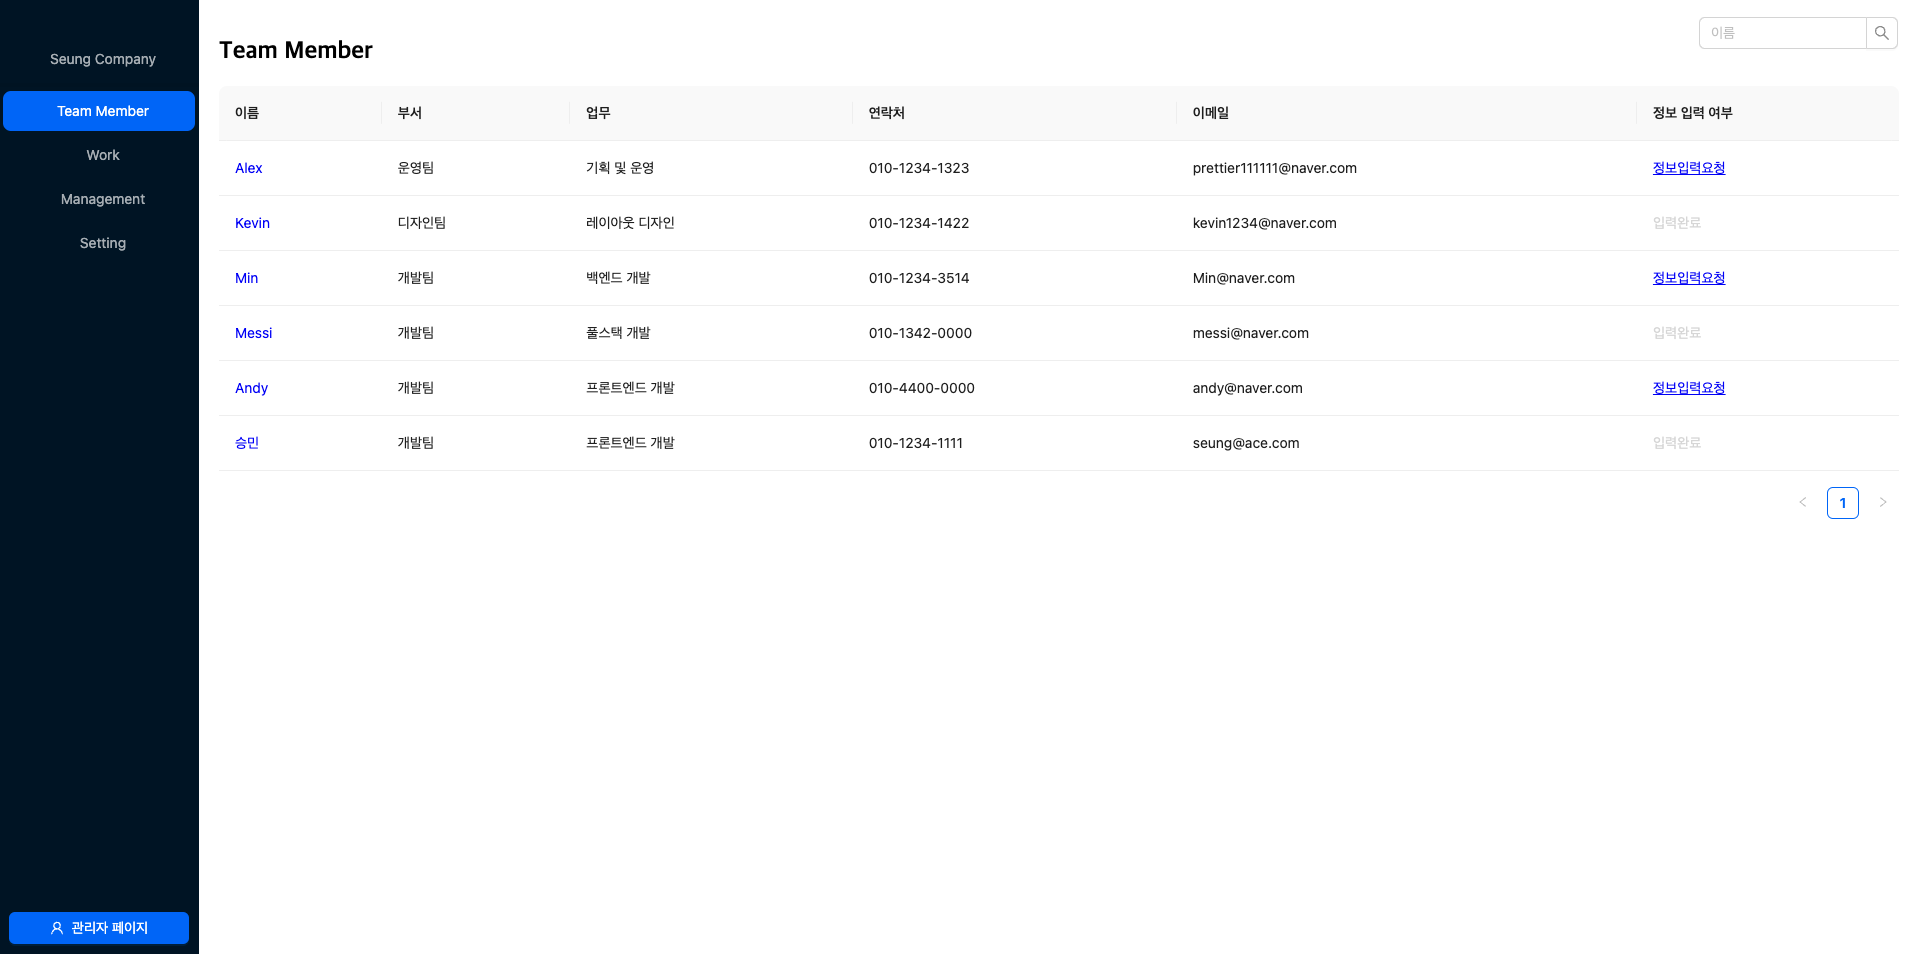 Seung Company
Team Member
Work
Management
Setting
관리자 페이지
Team Member
이름
이름 부서 업무 연락처 이메일 정보 입력 여부
Alex 운영팀 기획 및 운영 010-1234-1323 prettier111111@naver.com 정보입력요청
Kevin 디자인팀 레이아웃 디자인 010-1234-1422 kevin1234@naver.com 입력완료
Min 개발팀 백엔드 개발 010-1234-3514 Min@naver.com 정보입력요청
Messi 개발팀 풀스택 개발 010-1342-0000 messi@naver.com 입력완료
Andy 개발팀 프론트엔드 개발 010-4400-0000 andy@naver.com 정보입력요청
승민 개발팀 프론트엔드 개발 010-1234-1111 seung@ace.com 입력완료
< 1 >